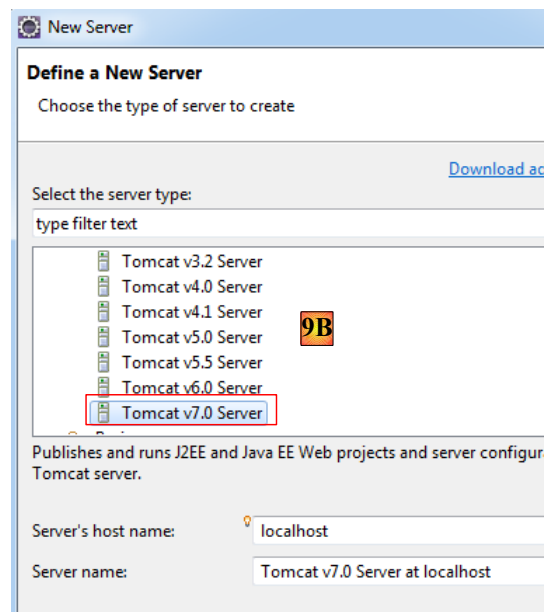 New Server
Define a New Server
Choose the type of server to create
Download ad
Select the server type:
type filter text
Tomcat v3.2 Server
Tomcat v4.0 Server
Tomcat v4.1 Server
9B
Tomcat v5.0 Server
Tomcat v5.5 Server
Tomcat v6.0 Server
Tomcat v7.0 Server
Publishes and runs J2EE and Java EE Web projects and server configura
Tomcat server.
Server's host name: localhost
Server name: Tomcat v7.0 Server at localhost